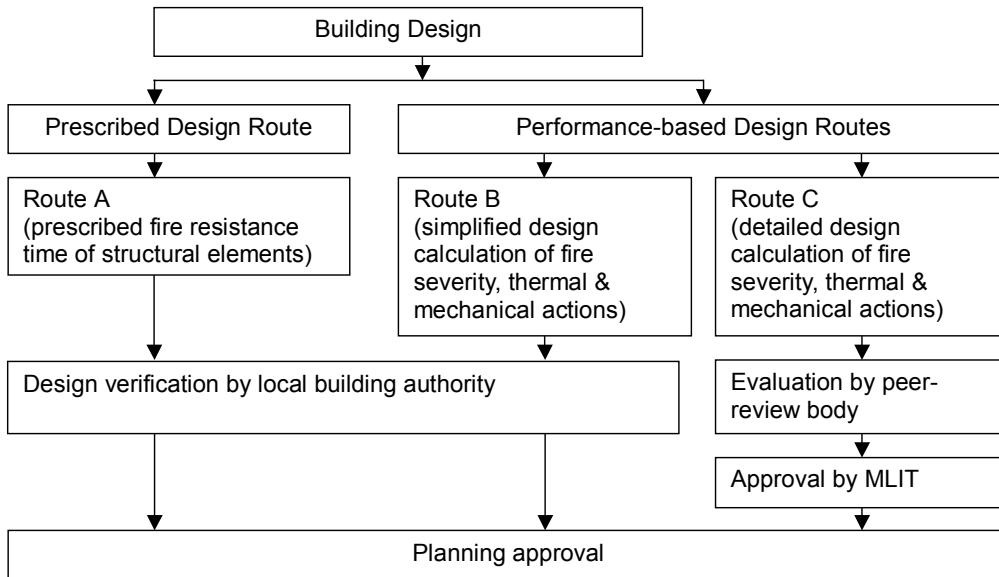 Building Design
Prescribed Design Route
Performance-based Design Routes
Route A
(prescribed fire resistance
time of structural elements)
Route B
(simplified design
calculation of fire
severity, thermal &
mechanical actions)
Route C
(detailed design
calculation of fire
severity, thermal &
mechanical actions)
Design verification by local building authority
Evaluation by peer-
review body
Approval by MLIT
Planning approval